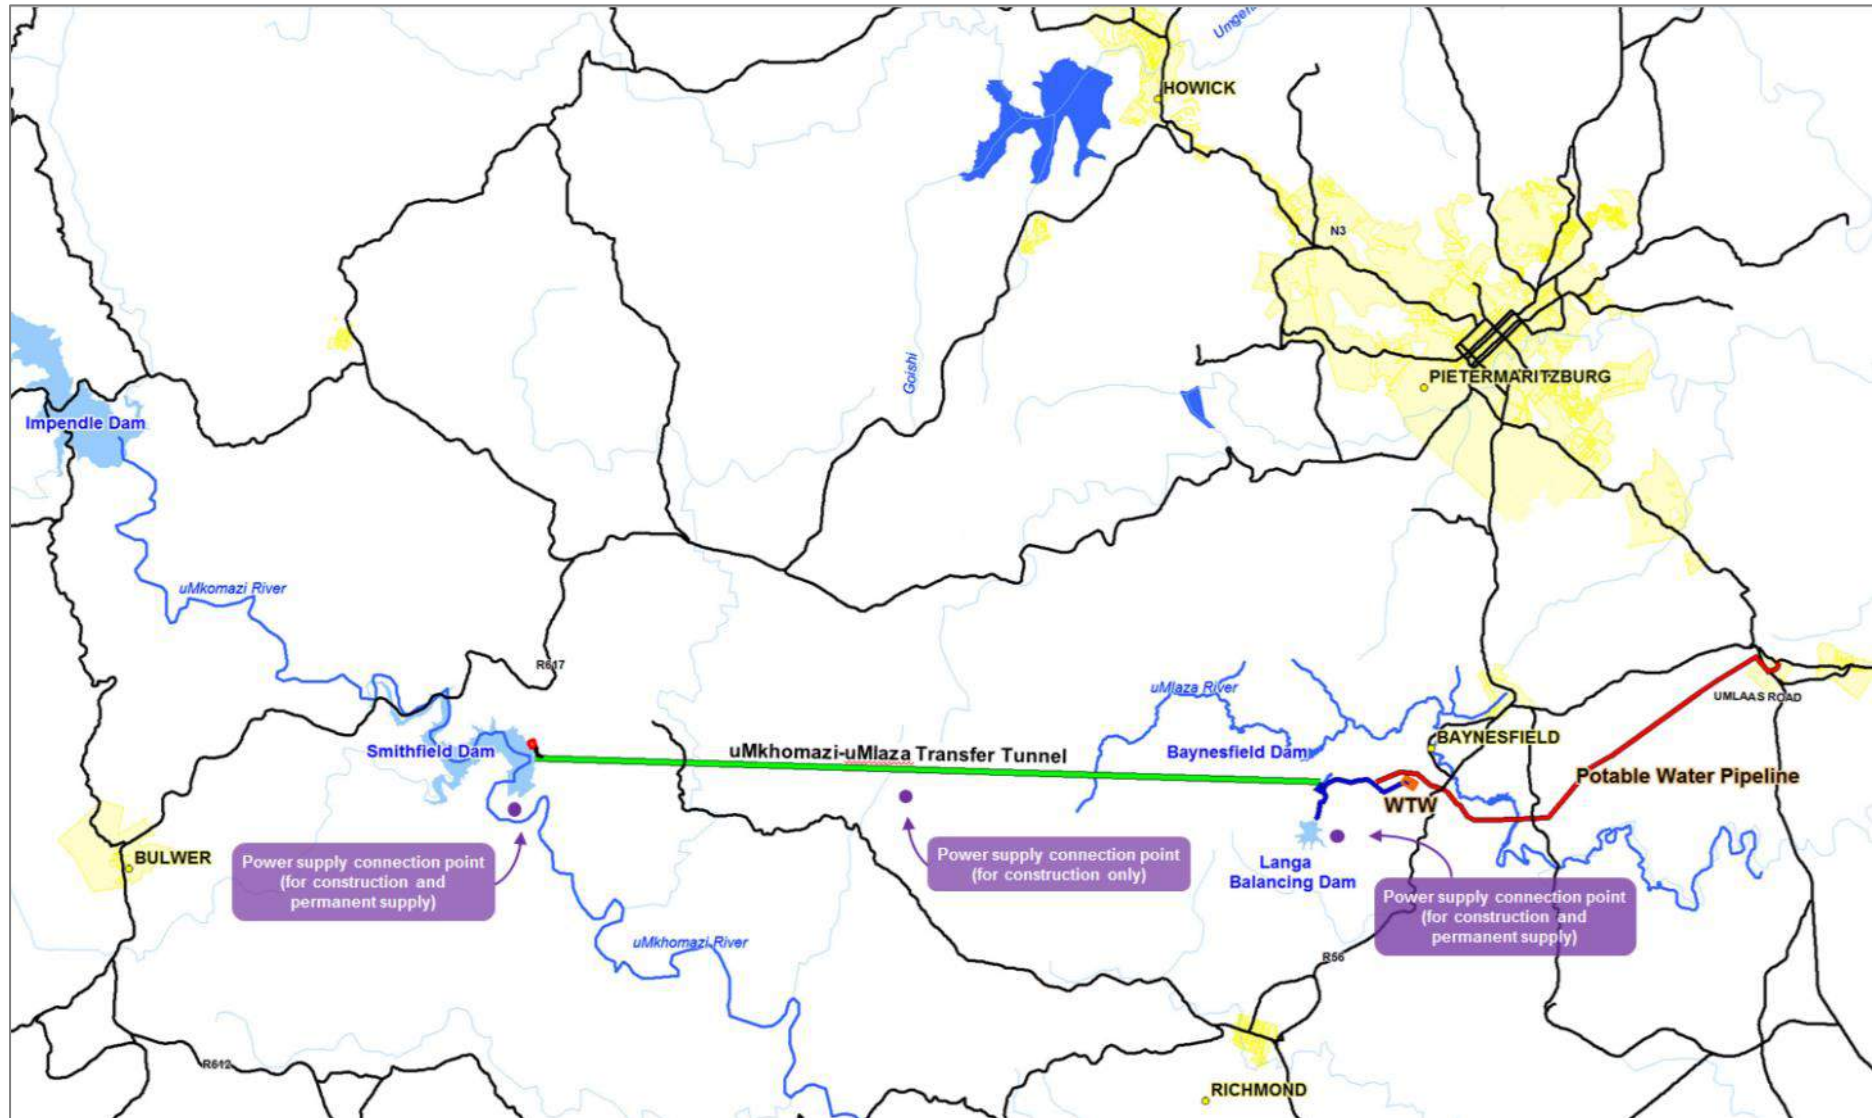 Umgeni
HOWICK
N3
Goishi
PIETERMARITZBURG
Impendle Dam
uMkomazi River
R617
uMlaza River
UMLAAS ROAD
Smithfield Dam
uMkhomazi-uMlaza Transfer Tunnel
Baynesfield Dam
BAYNESFIELD
Potable Water Pipeline
WTW
BULWER
Power supply connection point
(for construction and
permanent supply)
Power supply connection point
(for construction only)
Langa
Balancing Dam
Power supply connection point
(for construction and
permanent supply)
uMkhomazi River
R56
R612
RICHMOND